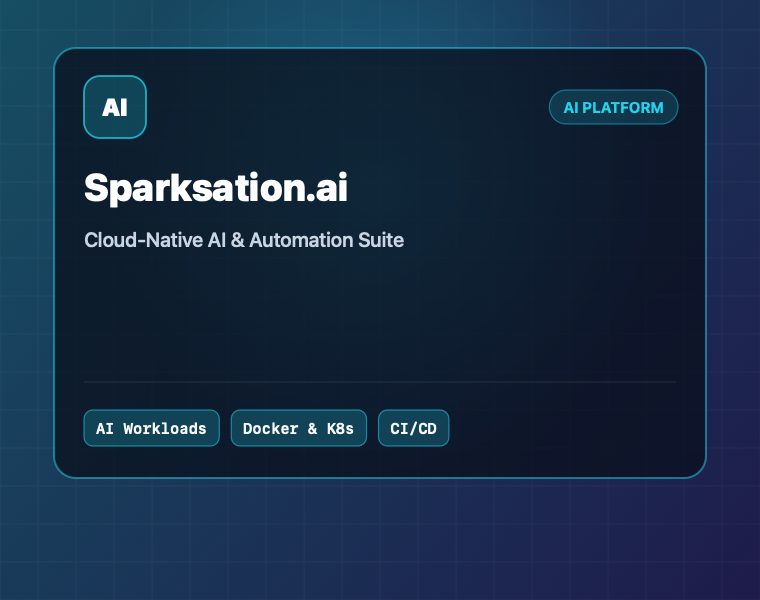 AI
AI PLATFORM
Sparksation.ai
Cloud-Native AI & Automation Suite
AI Workloads
Docker & K8s
CI/CD